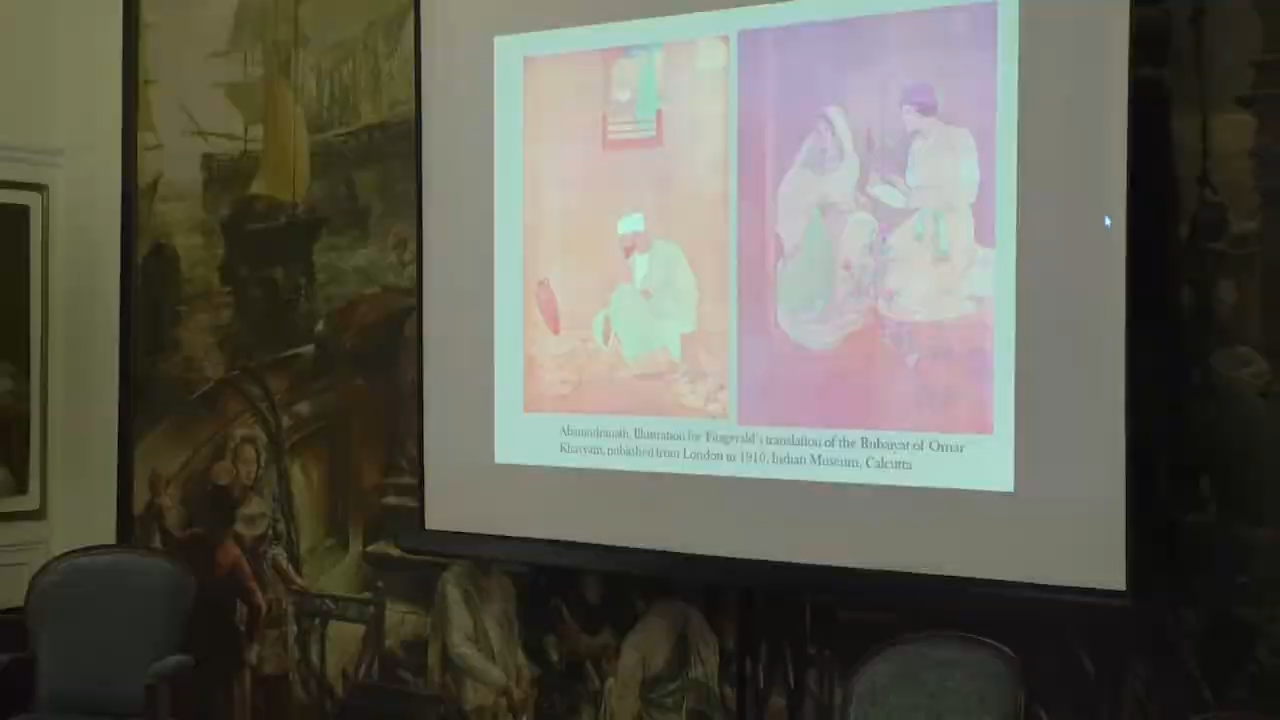 Abanindranath, Illustration for Fitzgerald's translation of the Rubaiyat of Omar
Khayyam, published from London in 1910, Indian Museum, Calcutta